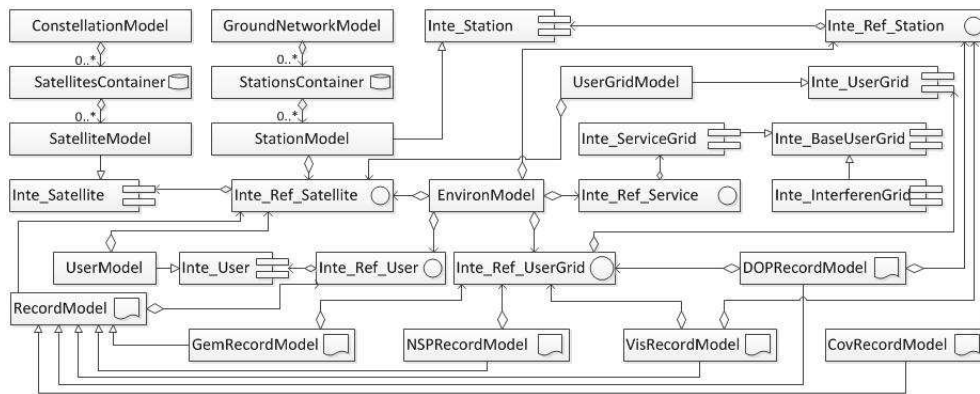 ConstellationModel
GroundNetworkModel
Inte_Station
Inte_Ref_Station
0..*
0..*
SatellitesContainer
StationsContainer
UserGridModel
Inte_UserGrid
0..*
0..*
SatelliteModel
StationModel
Inte_ServiceGrid
Inte_BaseUserGrid
Inte_Satellite
Inte_Ref_Satellite
EnvironModel
Inte_Ref_Service
Inte_InterferenGrid
UserModel
Inte_User
Inte_Ref_User
Inte_Ref_UserGrid
DOPRecordModel
RecordModel
GemRecordModel
NSPRecordModel
VisRecordModel
CovRecordModel